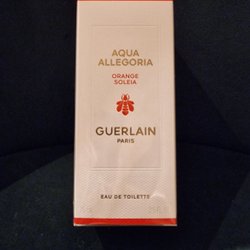 AQUA
ALLEGORIA
ORANGE
SOLEIA
GUERLAIN
PARIS
EAU DE TOILETTE